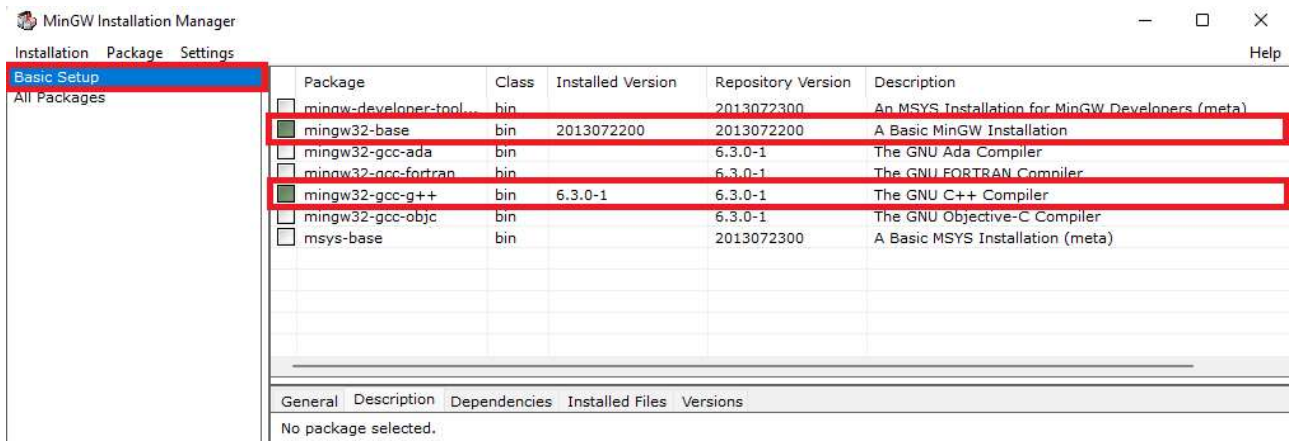 MinGW Installation Manager
Installation Package Settings Help
Basic Setup
All Packages
Package Class Installed Version Repository Version Description
mingw-developer-tool... bin 2013072300 An MSYS Installation for MinGW Developers (meta)
mingw32-base bin 2013072200 2013072200 A Basic MinGW Installation
mingw32-gcc-ada bin 6.3.0-1 The GNU Ada Compiler
mingw32-gcc-fortran bin 6.3.0-1 The GNU FORTRAN Compiler
mingw32-gcc-g++ bin 6.3.0-1 6.3.0-1 The GNU C++ Compiler
mingw32-gcc-objc bin 6.3.0-1 The GNU Objective-C Compiler
msys-base bin 2013072300 A Basic MSYS Installation (meta)
General Description Dependencies Installed Files Versions
No package selected.